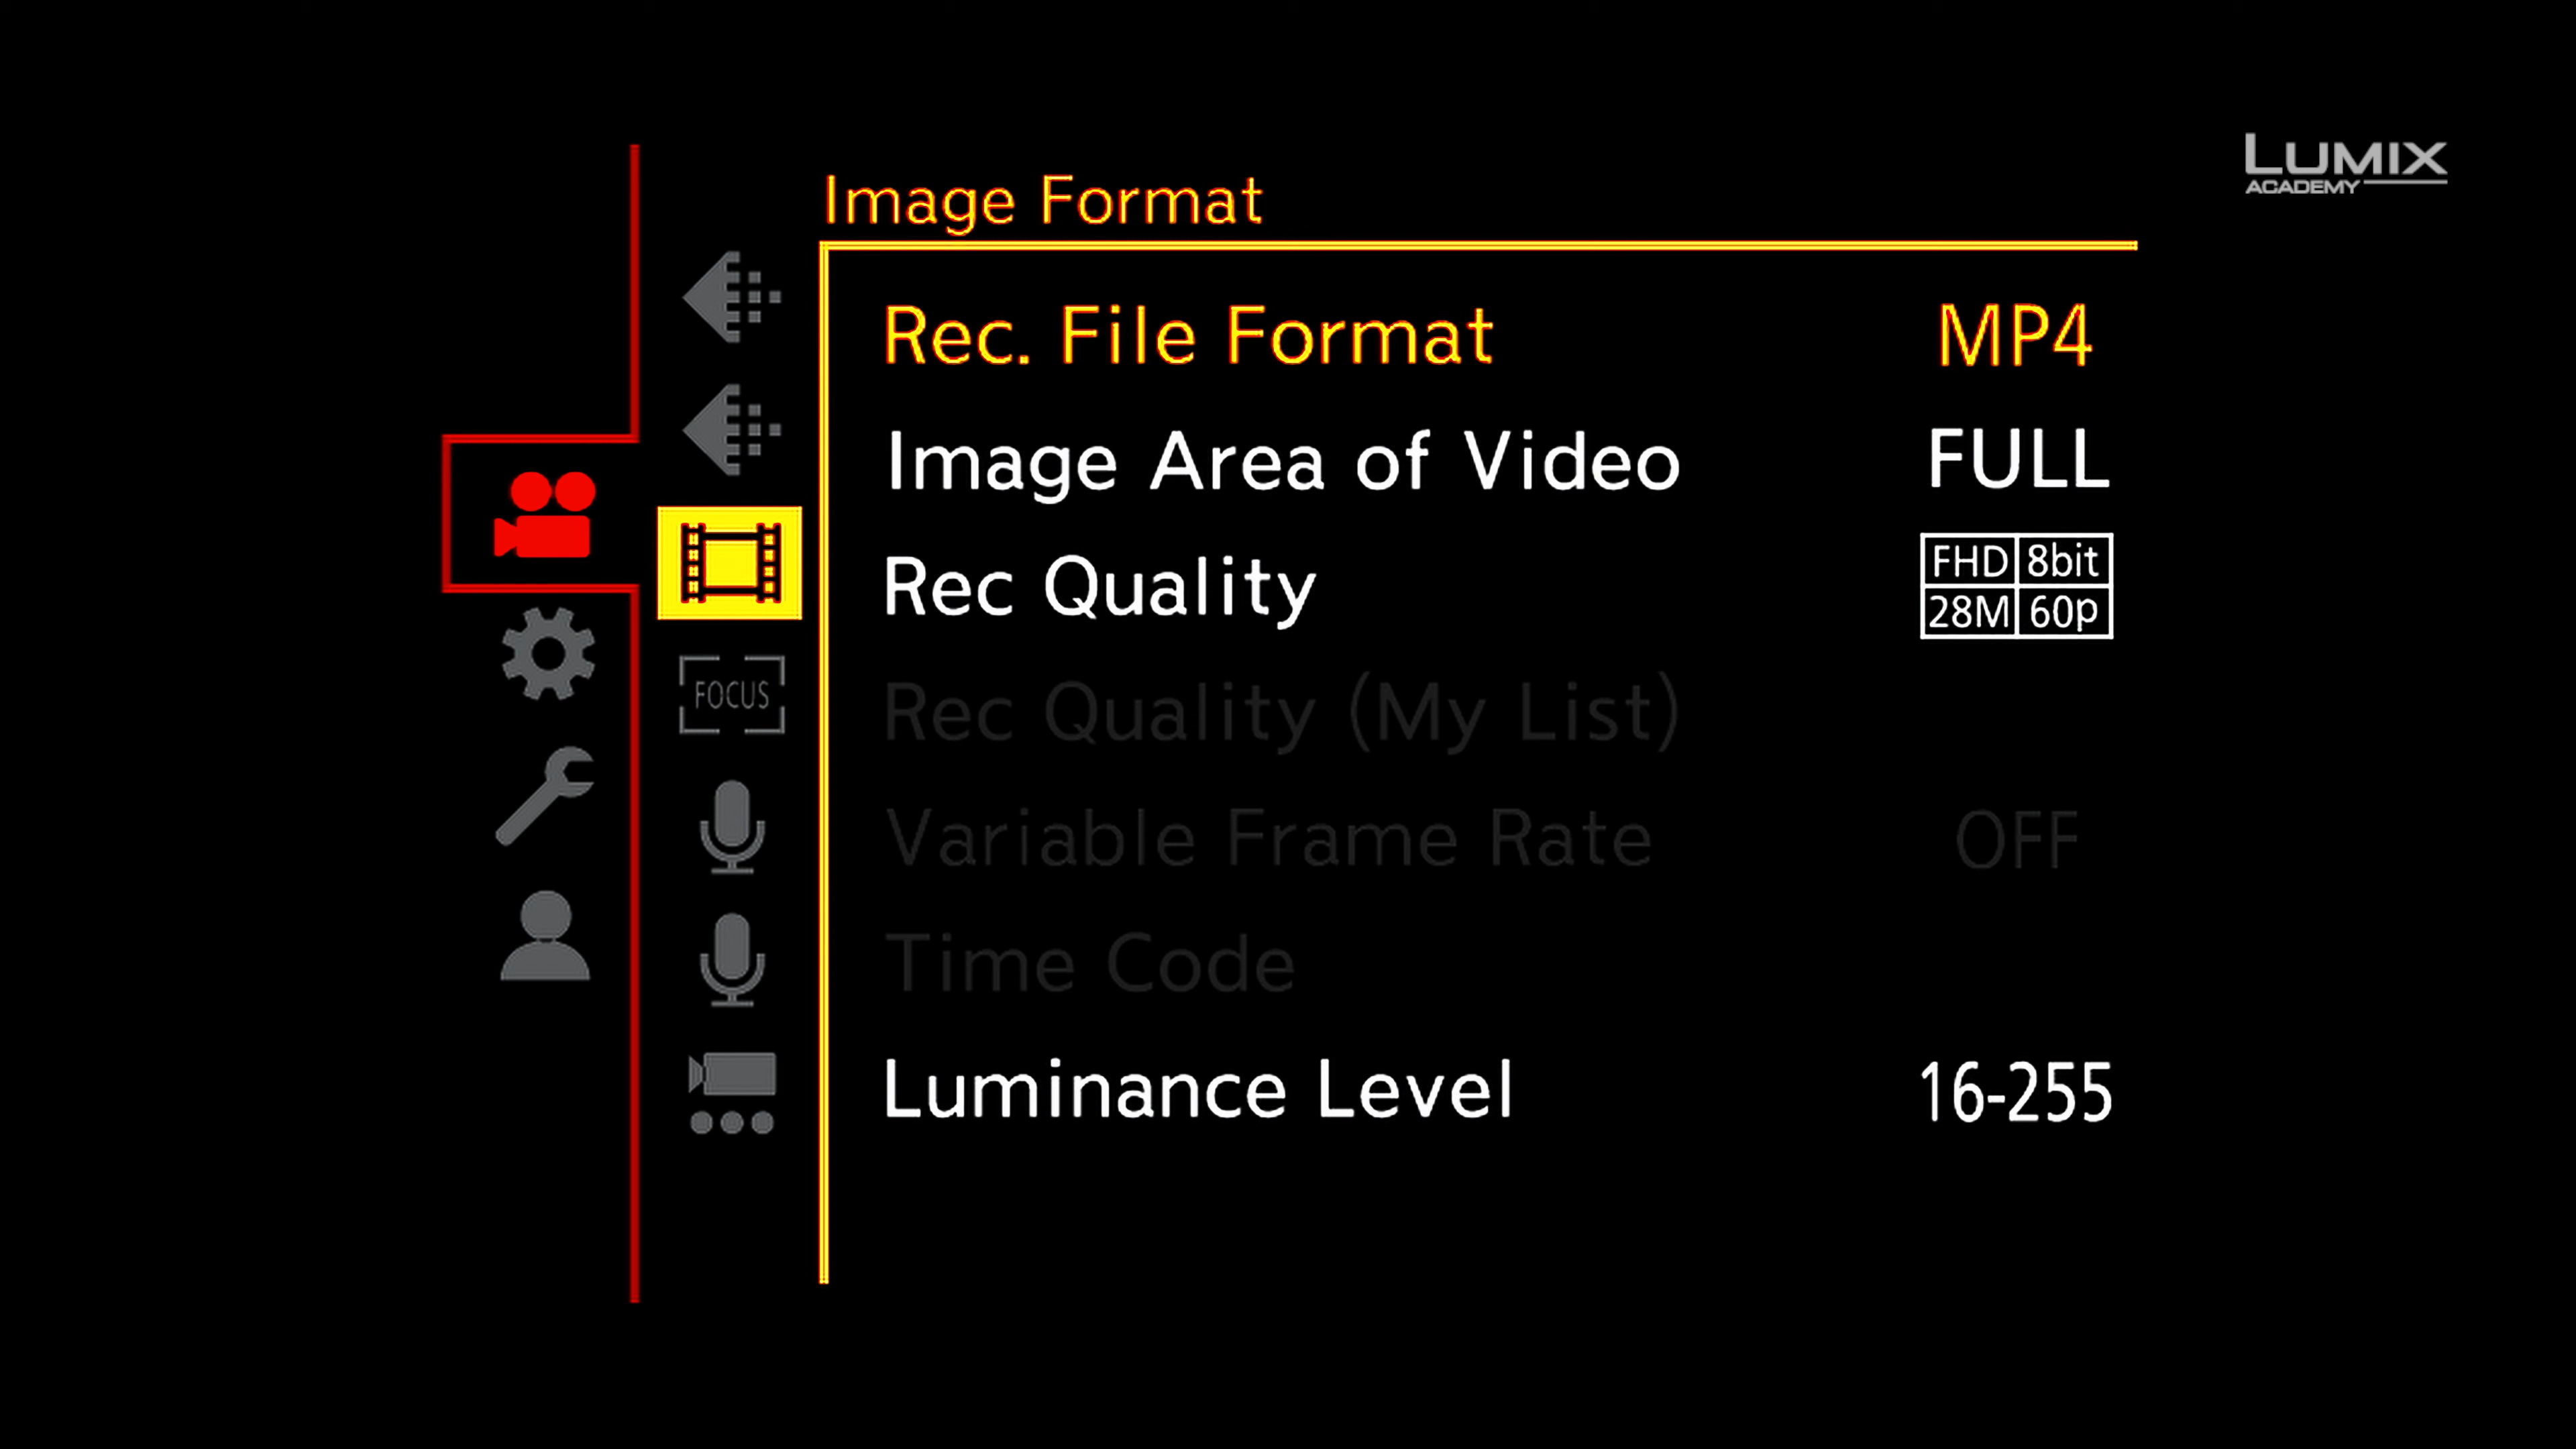 LUMIX
ACADEMY
Image Format
Rec. File Format MP4
Image Area of Video FULL
Rec Quality FHD 8bit
28M 60p
Rec Quality (My List)
FOCUS
Variable Frame Rate OFF
Time Code
Luminance Level 16-255